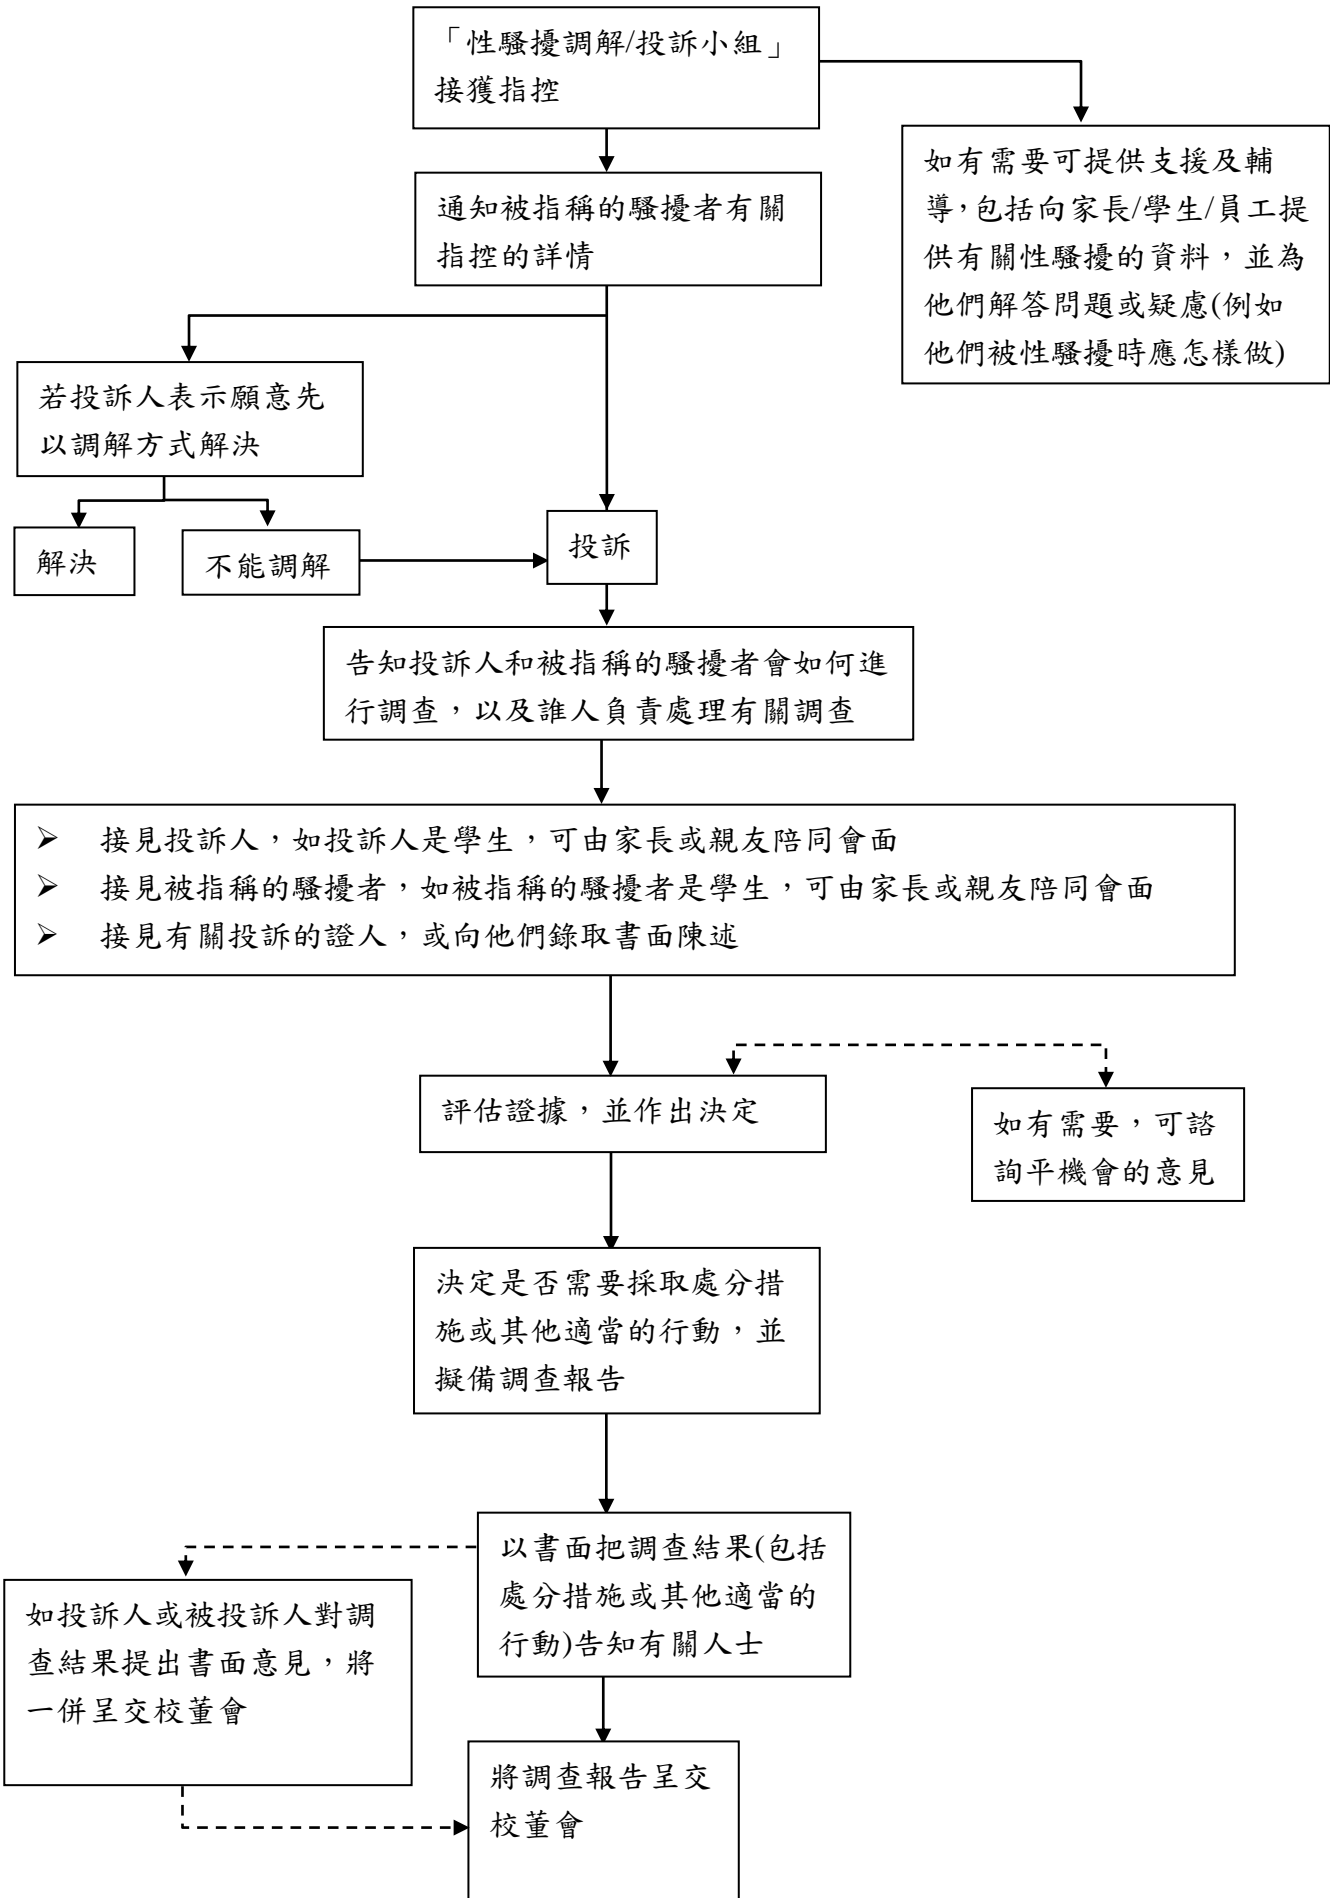 「性騷擾調解/投訴小組」
接獲指控
如有需要可提供支援及輔
導，包括向家長/學生/員工提
供有關性騷擾的資料，並為
他們解答問題或疑慮(例如
他們被性騷擾時應怎樣做)
通知被指稱的騷擾者有關
指控的詳情
若投訴人表示願意先
以調解方式解決
解決
不能調解
投訴
告知投訴人和被指稱的騷擾者會如何進
行調查，以及誰人負責處理有關調查
➢ 接見投訴人，如投訴人是學生，可由家長或親友陪同會面
➢ 接見被指稱的騷擾者，如被指稱的騷擾者是學生，可由家長或親友陪同會面
➢ 接見有關投訴的證人，或向他們錄取書面陳述
評估證據，並作出決定
如有需要，可諮
詢平機會的意見
決定是否需要採取處分措
施或其他適當的行動，並
擬備調查報告
以書面把調查結果(包括
處分措施或其他適當的
行動)告知有關人士
如投訴人或被投訴人對調
查結果提出書面意見，將
一併呈交校董會
將調查報告呈交
校董會